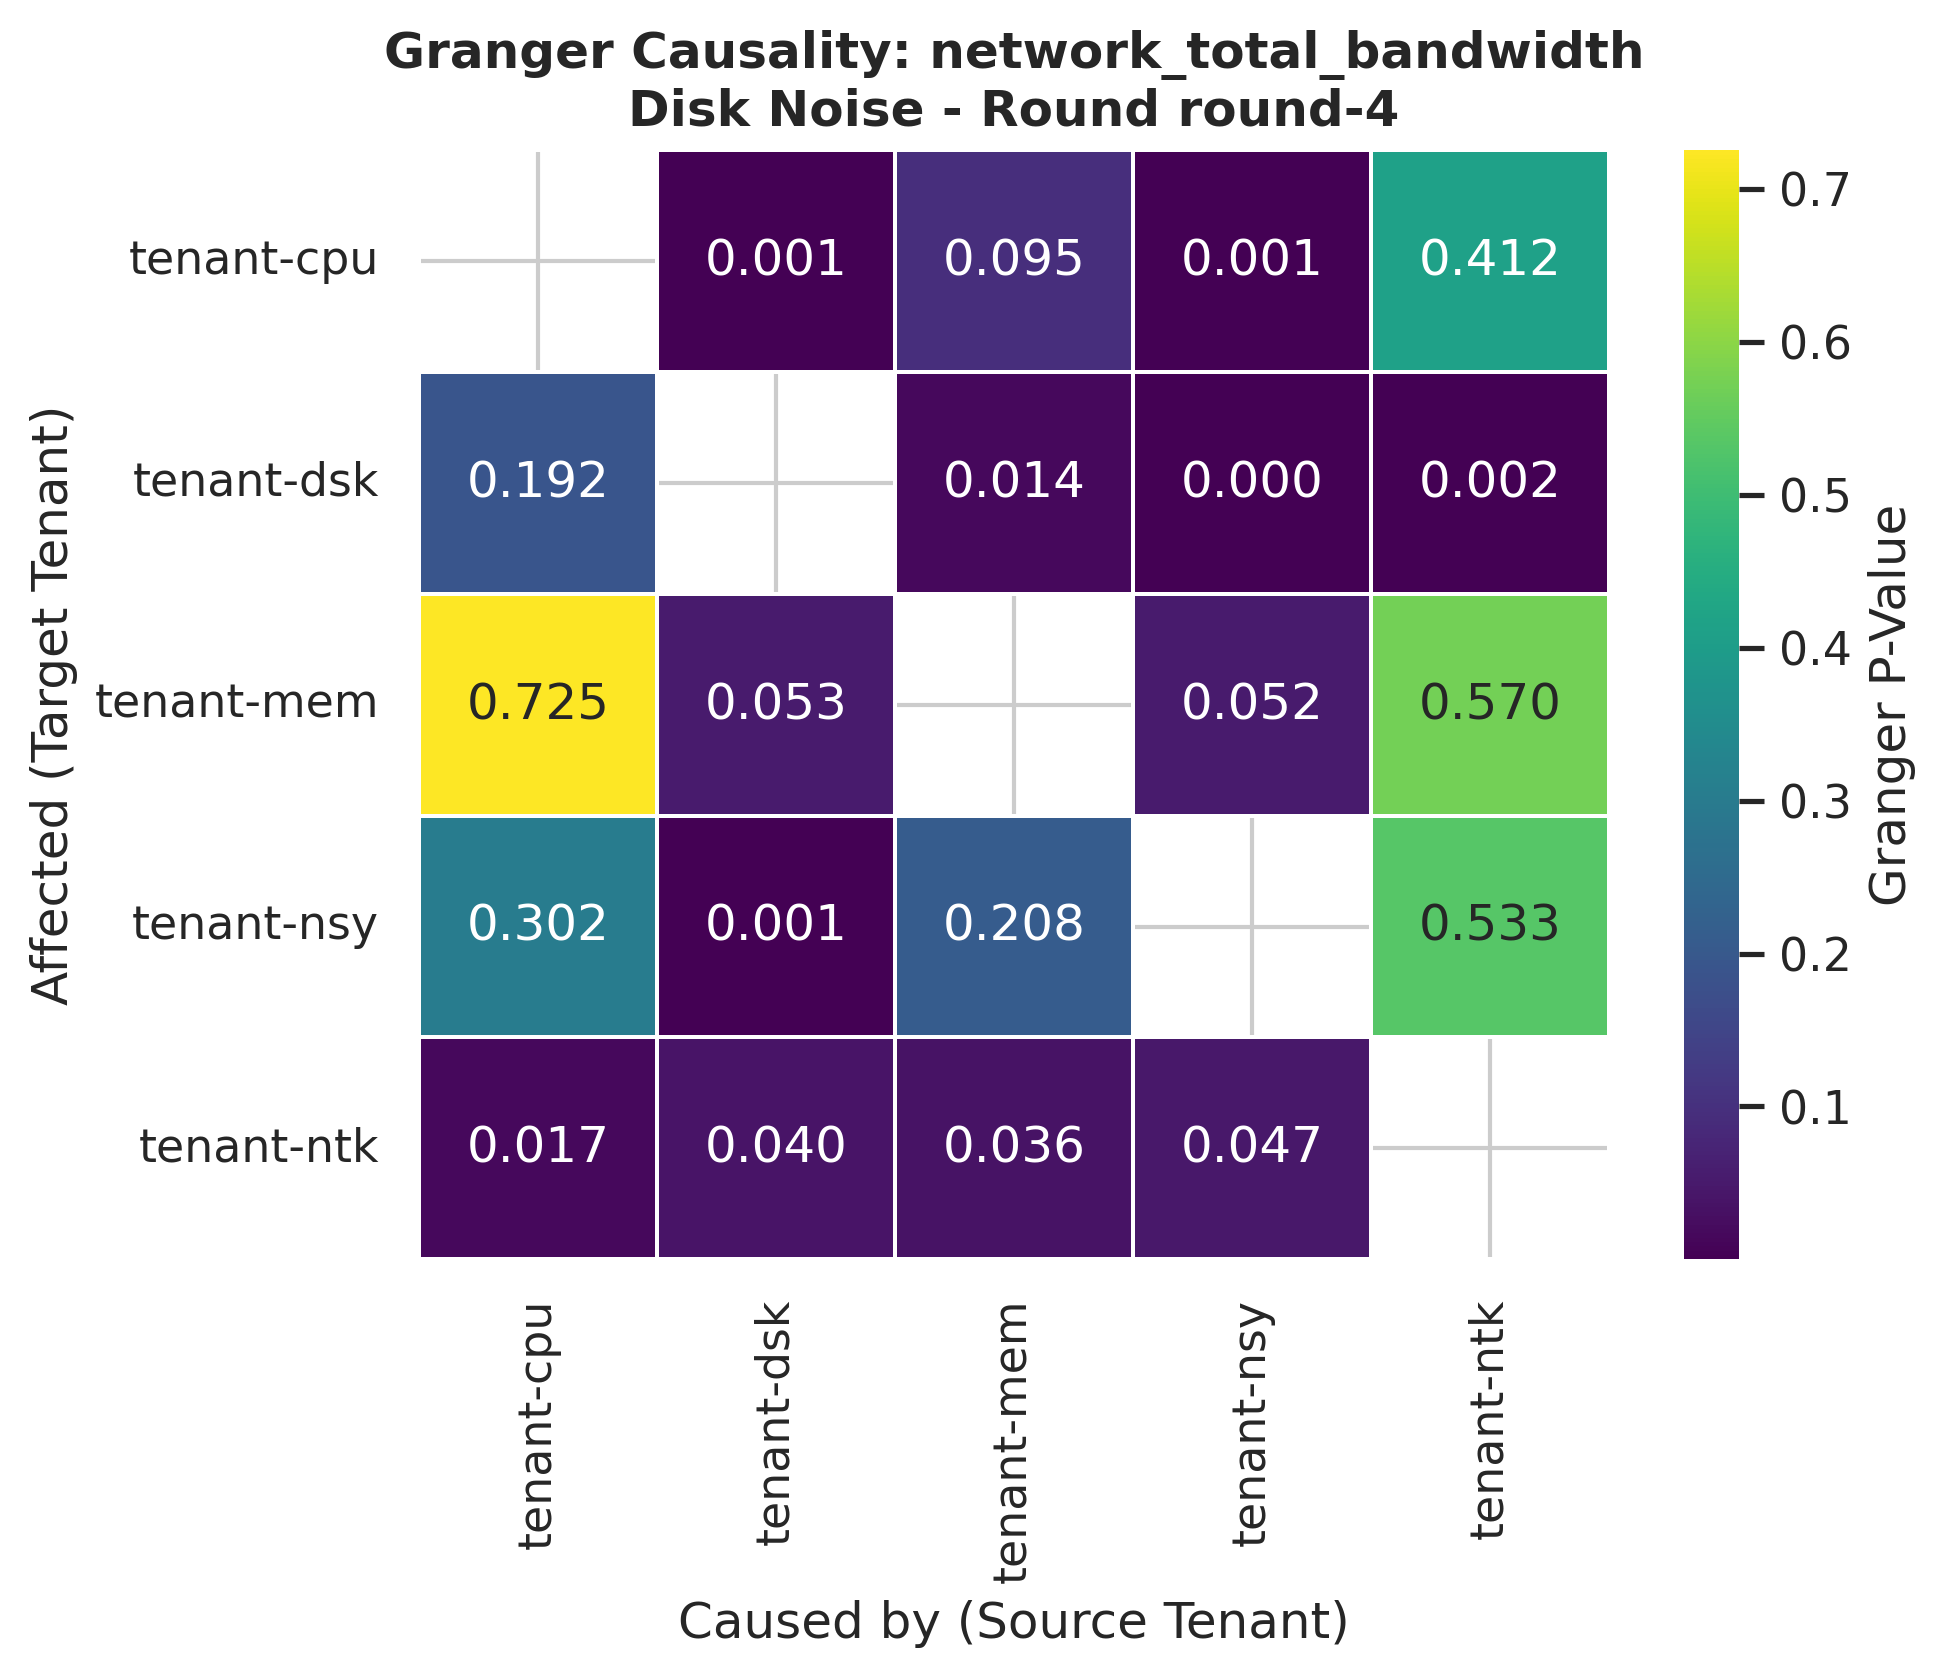 Granger Causality: network_total_bandwidth
Disk Noise - Round round-4
Affected (Target Tenant)
tenant-cpu 0.001 0.095 0.001 0.412
tenant-dsk 0.192 0.014 0.000 0.002
tenant-mem 0.725 0.053 0.052 0.570
tenant-nsy 0.302 0.001 0.208 0.533
tenant-ntk 0.017 0.040 0.036 0.047
tenant-cpu
tenant-dsk
tenant-mem
tenant-nsy
tenant-ntk
Caused by (Source Tenant)
0.7
0.6
0.5
0.4
0.3
0.2
0.1
Granger P-Value